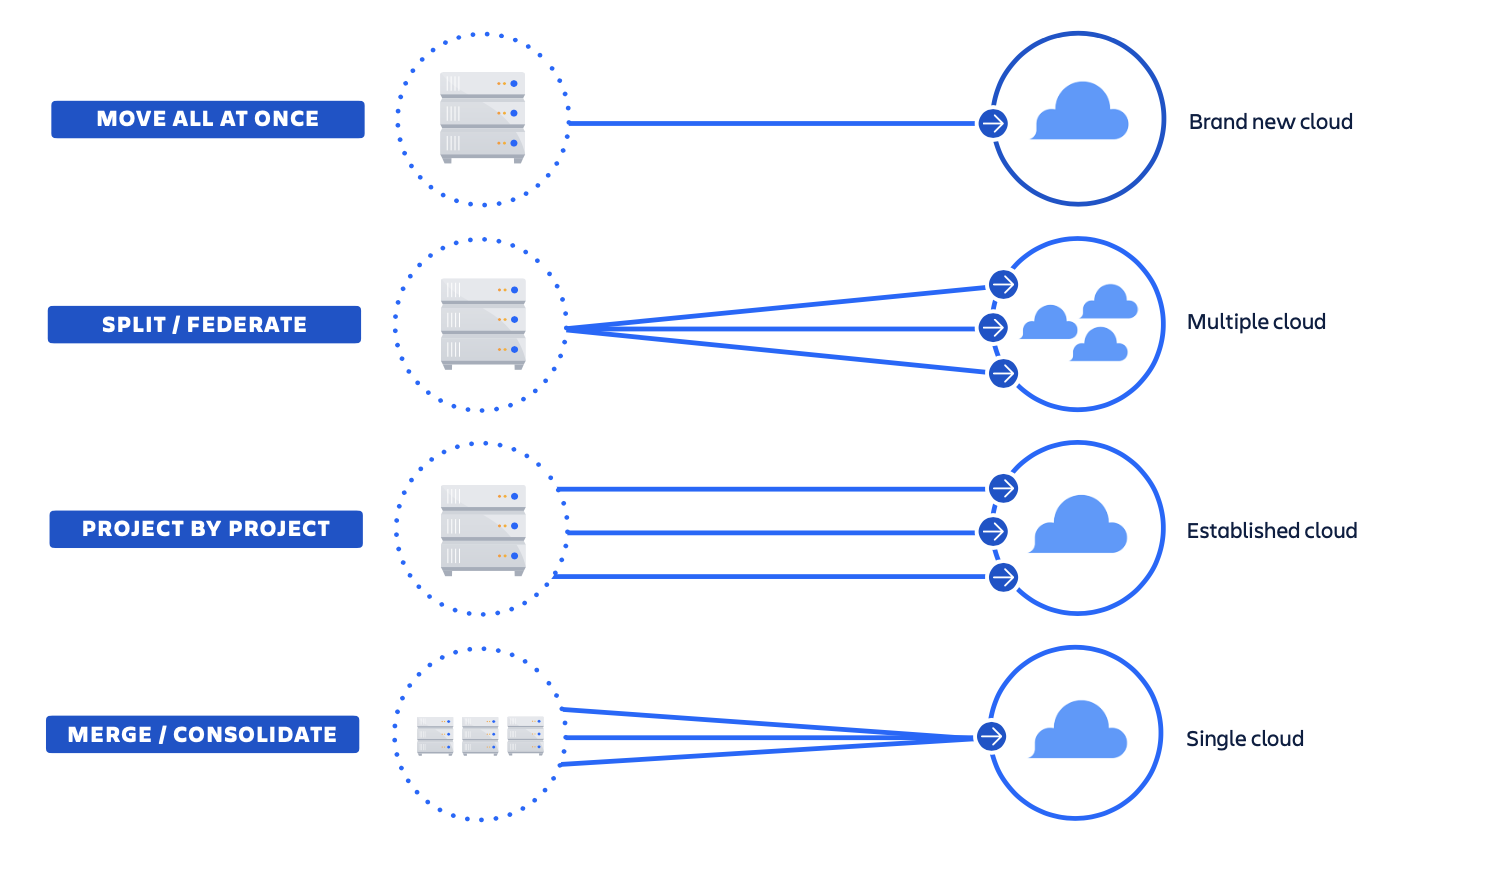 MOVE ALL AT ONCE
Brand new cloud
SPLIT / FEDERATE
Multiple cloud
PROJECT BY PROJECT
Established cloud
MERGE / CONSOLIDATE
Single cloud